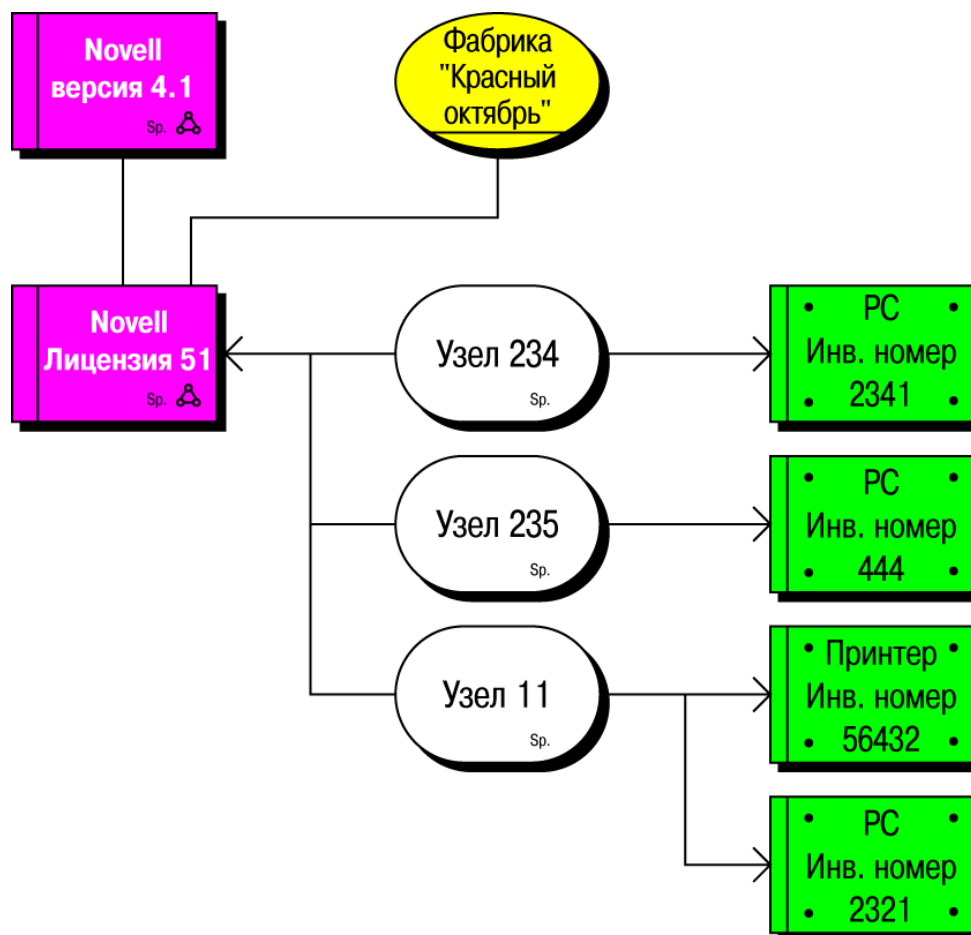 Novell
версия 4.1
Sp.
Фабрика
"Красный
октябрь"
Novell
Лицензия 51
Sp.
Узел 234
Sp.
PC
Инв. номер
2341
Узел 235
Sp.
PC
Инв. номер
444
Узел 11
Sp.
Принтер
Инв. номер
56432
PC
Инв. номер
2321